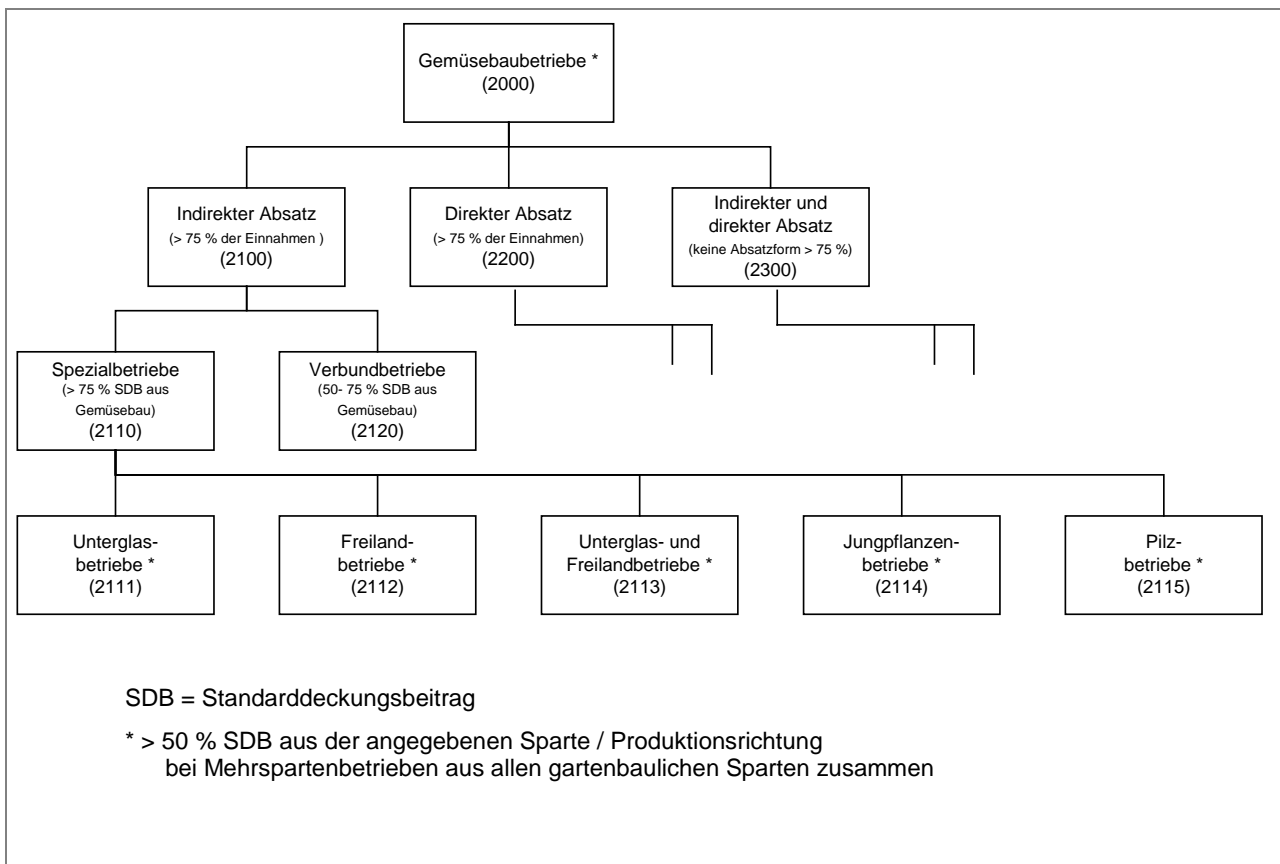 Gemüsebaubetriebe *
(2000)
Indirekter Absatz
(> 75 % der Einnahmen )
(2100)
Direkter Absatz
(> 75 % der Einnahmen)
(2200)
Indirekter und
direkter Absatz
(keine Absatzform > 75 %)
(2300)
Spezialbetriebe
(> 75 % SDB aus
Gemüsebau)
(2110)
Verbundbetriebe
(50- 75 % SDB aus
Gemüsebau)
(2120)
Unterglas-
betriebe *
(2111)
Freiland-
betriebe *
(2112)
Unterglas- und
Freilandbetriebe *
(2113)
Jungpflanzen-
betriebe *
(2114)
Pilz-
betriebe *
(2115)
SDB = Standarddeckungsbeitrag
* > 50 % SDB aus der angegebenen Sparte / Produktionsrichtung
bei Mehrspartenbetrieben aus allen gartenbaulichen Sparten zusammen